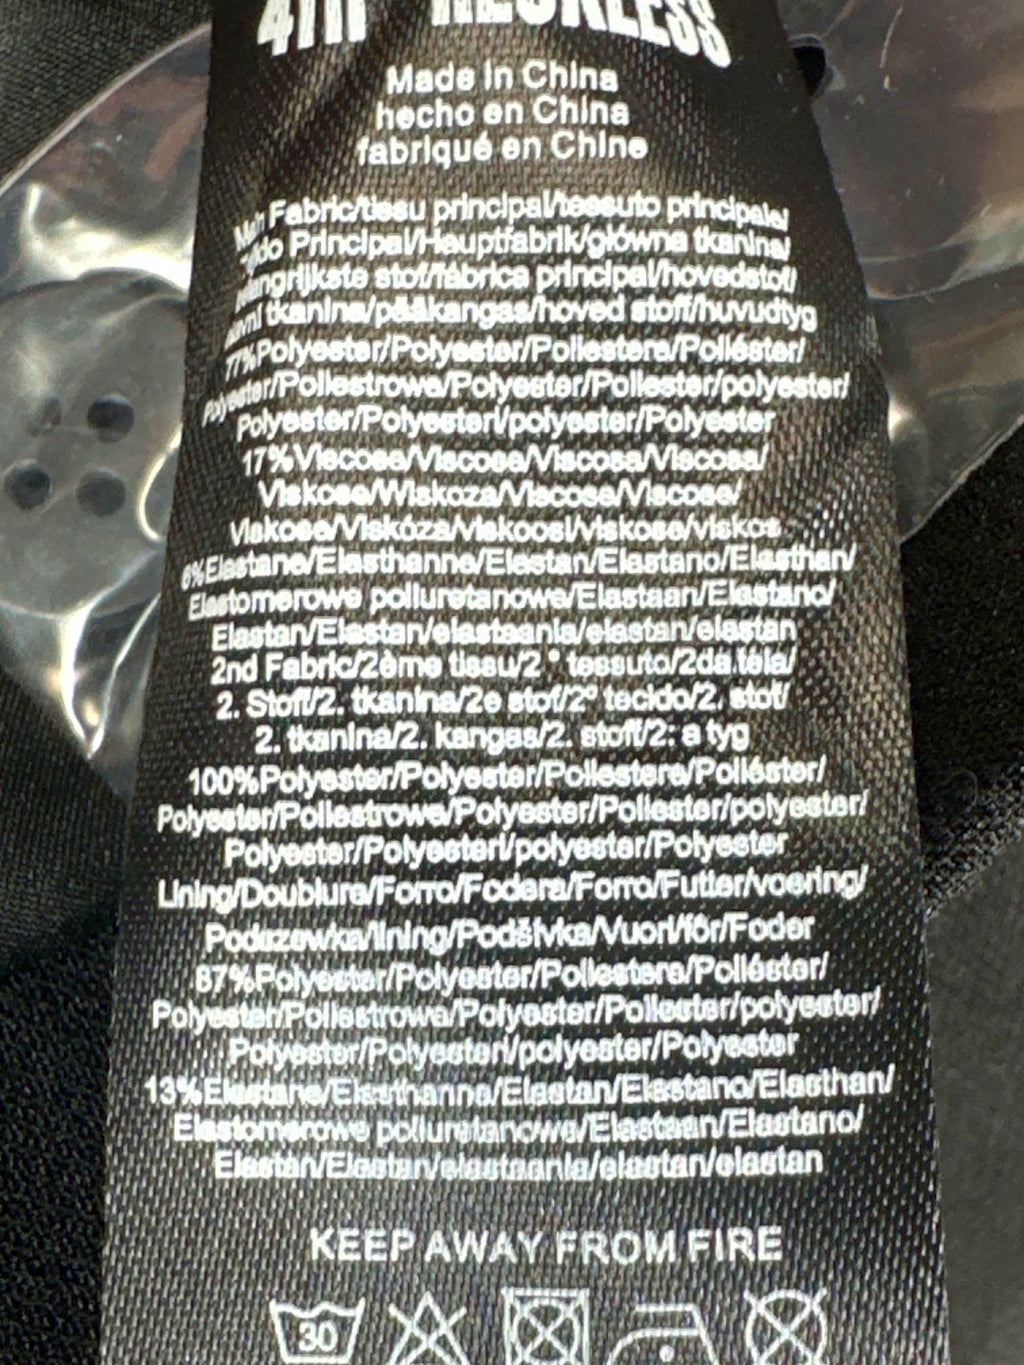 4TH RECKLESS
Made in China
hecho en China
fabriqué en Chine
Main Fabric/tissu principal/tessuto principale/
Tejido Principal/Hauptfabrik/główne tkanina/
belangrijkste stof/fábrica principal/hovedstof/
hlavní tkanina/pääkangas/hoved stoff/huvudtyg
77%Polyester/Polyester/Poliestere/Poliéster/
Polyester/Poliestrowe/Polyester/Poliester/polyester/
Polyester/Polyesteri/polyester/Polyester
17%Viscose/Viscose/Viscosa/Viscosa/
Viskose/Wiskoza/Viscose/Viscose/
Viskose/Viskóza/viskoosi/viskose/viskos
6%Elastane/Elasthanne/Elestan/Elastano/Elasthan/
Elastomerowe poliuretanowe/Elastaan/Elastano/
Elastan/Elastan/elastaania/elastan/elastan
2nd Fabric/2ème tissu/2 ° tessuto/2da.tela/
2. Stoff/2. tkanina/2e stof/2º tecido/2. stof/
2. tkanina/2. kangas/2. stoff/2: a tyg
100%Polyester/Polyester/Poliestere/Poliéster/
Polyester/Poliestrowe/Polyester/Poliester/polyester/
Polyester/Polyesteri/polyester/Polyester
Lining/Doublure/Forro/Fodera/Forro/Futter/voering/
Podszewka/lining/Podšívka/Vuori/fôr/Foder
87%Polyester/Polyester/Poliestere/Poliéster/
Polyester/Poliestrowe/Polyester/Poliester/polyester/
Polyester/Polyesteri/polyester/Polyester
13%Elastane/Elasthanne/Elastan/Elastano/Elasthan/
Elastomerowe poliuretanowe/Elastaan/Elastano/
Elastan/Elastan/elastaania/elastan/elastan
KEEP AWAY FROM FIRE
30